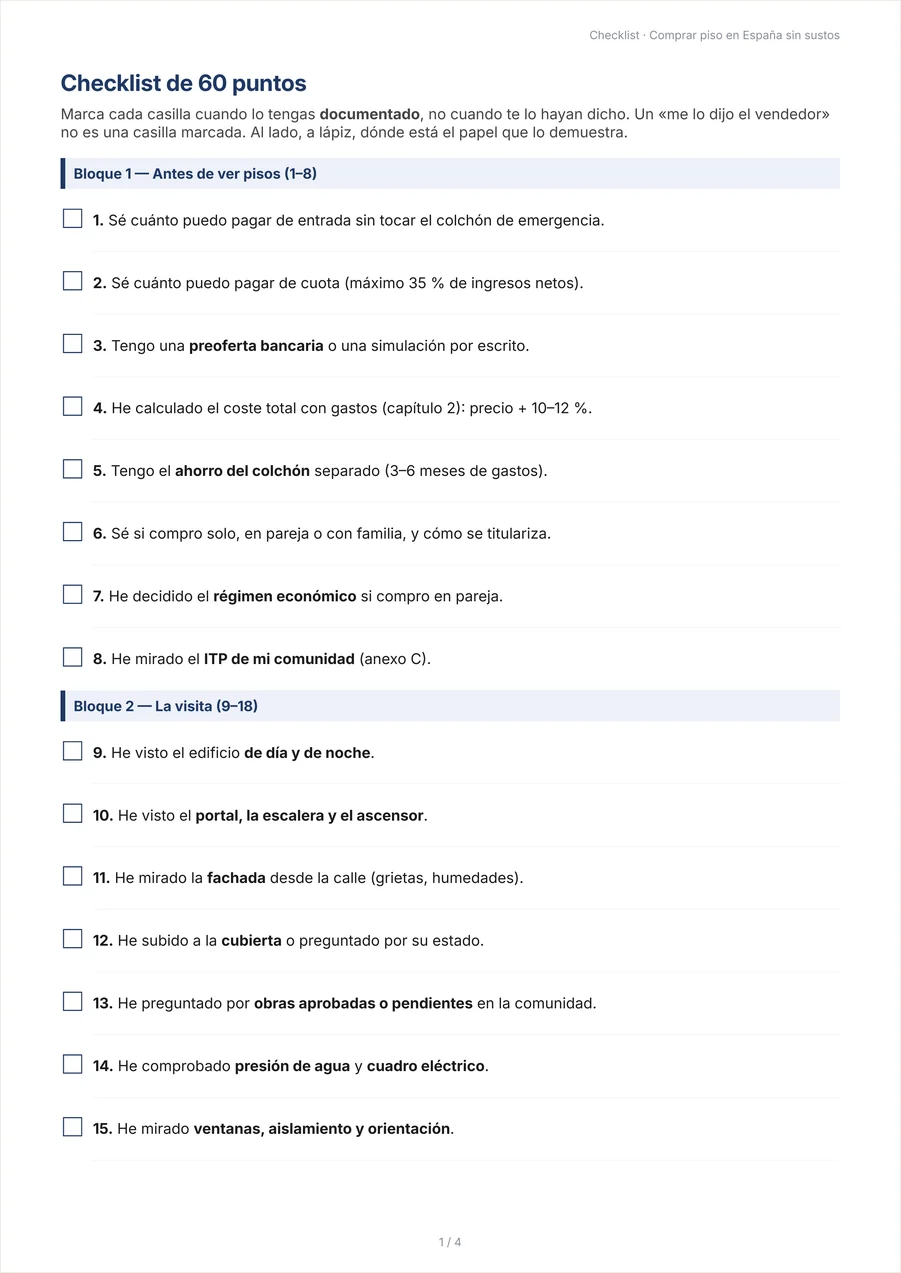 Checklist · Comprar piso en España sin sustos
Checklist de 60 puntos
Marca cada casilla cuando lo tengas documentado, no cuando te lo hayan dicho. Un «me lo dijo el vendedor»
no es una casilla marcada. Al lado, a lápiz, dónde está el papel que lo demuestra.
Bloque 1 — Antes de ver pisos (1–8)
1. Sé cuánto puedo pagar de entrada sin tocar el colchón de emergencia.
2. Sé cuánto puedo pagar de cuota (máximo 35 % de ingresos netos).
3. Tengo una preoferta bancaria o una simulación por escrito.
4. He calculado el coste total con gastos (capítulo 2): precio + 10–12 %.
5. Tengo el ahorro del colchón separado (3–6 meses de gastos).
6. Sé si compro solo, en pareja o con familia, y cómo se titulariza.
7. He decidido el régimen económico si compro en pareja.
8. He mirado el ITP de mi comunidad (anexo C).
Bloque 2 — La visita (9–18)
9. He visto el edificio de día y de noche.
10. He visto el portal, la escalera y el ascensor.
11. He mirado la fachada desde la calle (grietas, humedades).
12. He subido a la cubierta o preguntado por su estado.
13. He preguntado por obras aprobadas o pendientes en la comunidad.
14. He comprobado presión de agua y cuadro eléctrico.
15. He mirado ventanas, aislamiento y orientación.
1 / 4